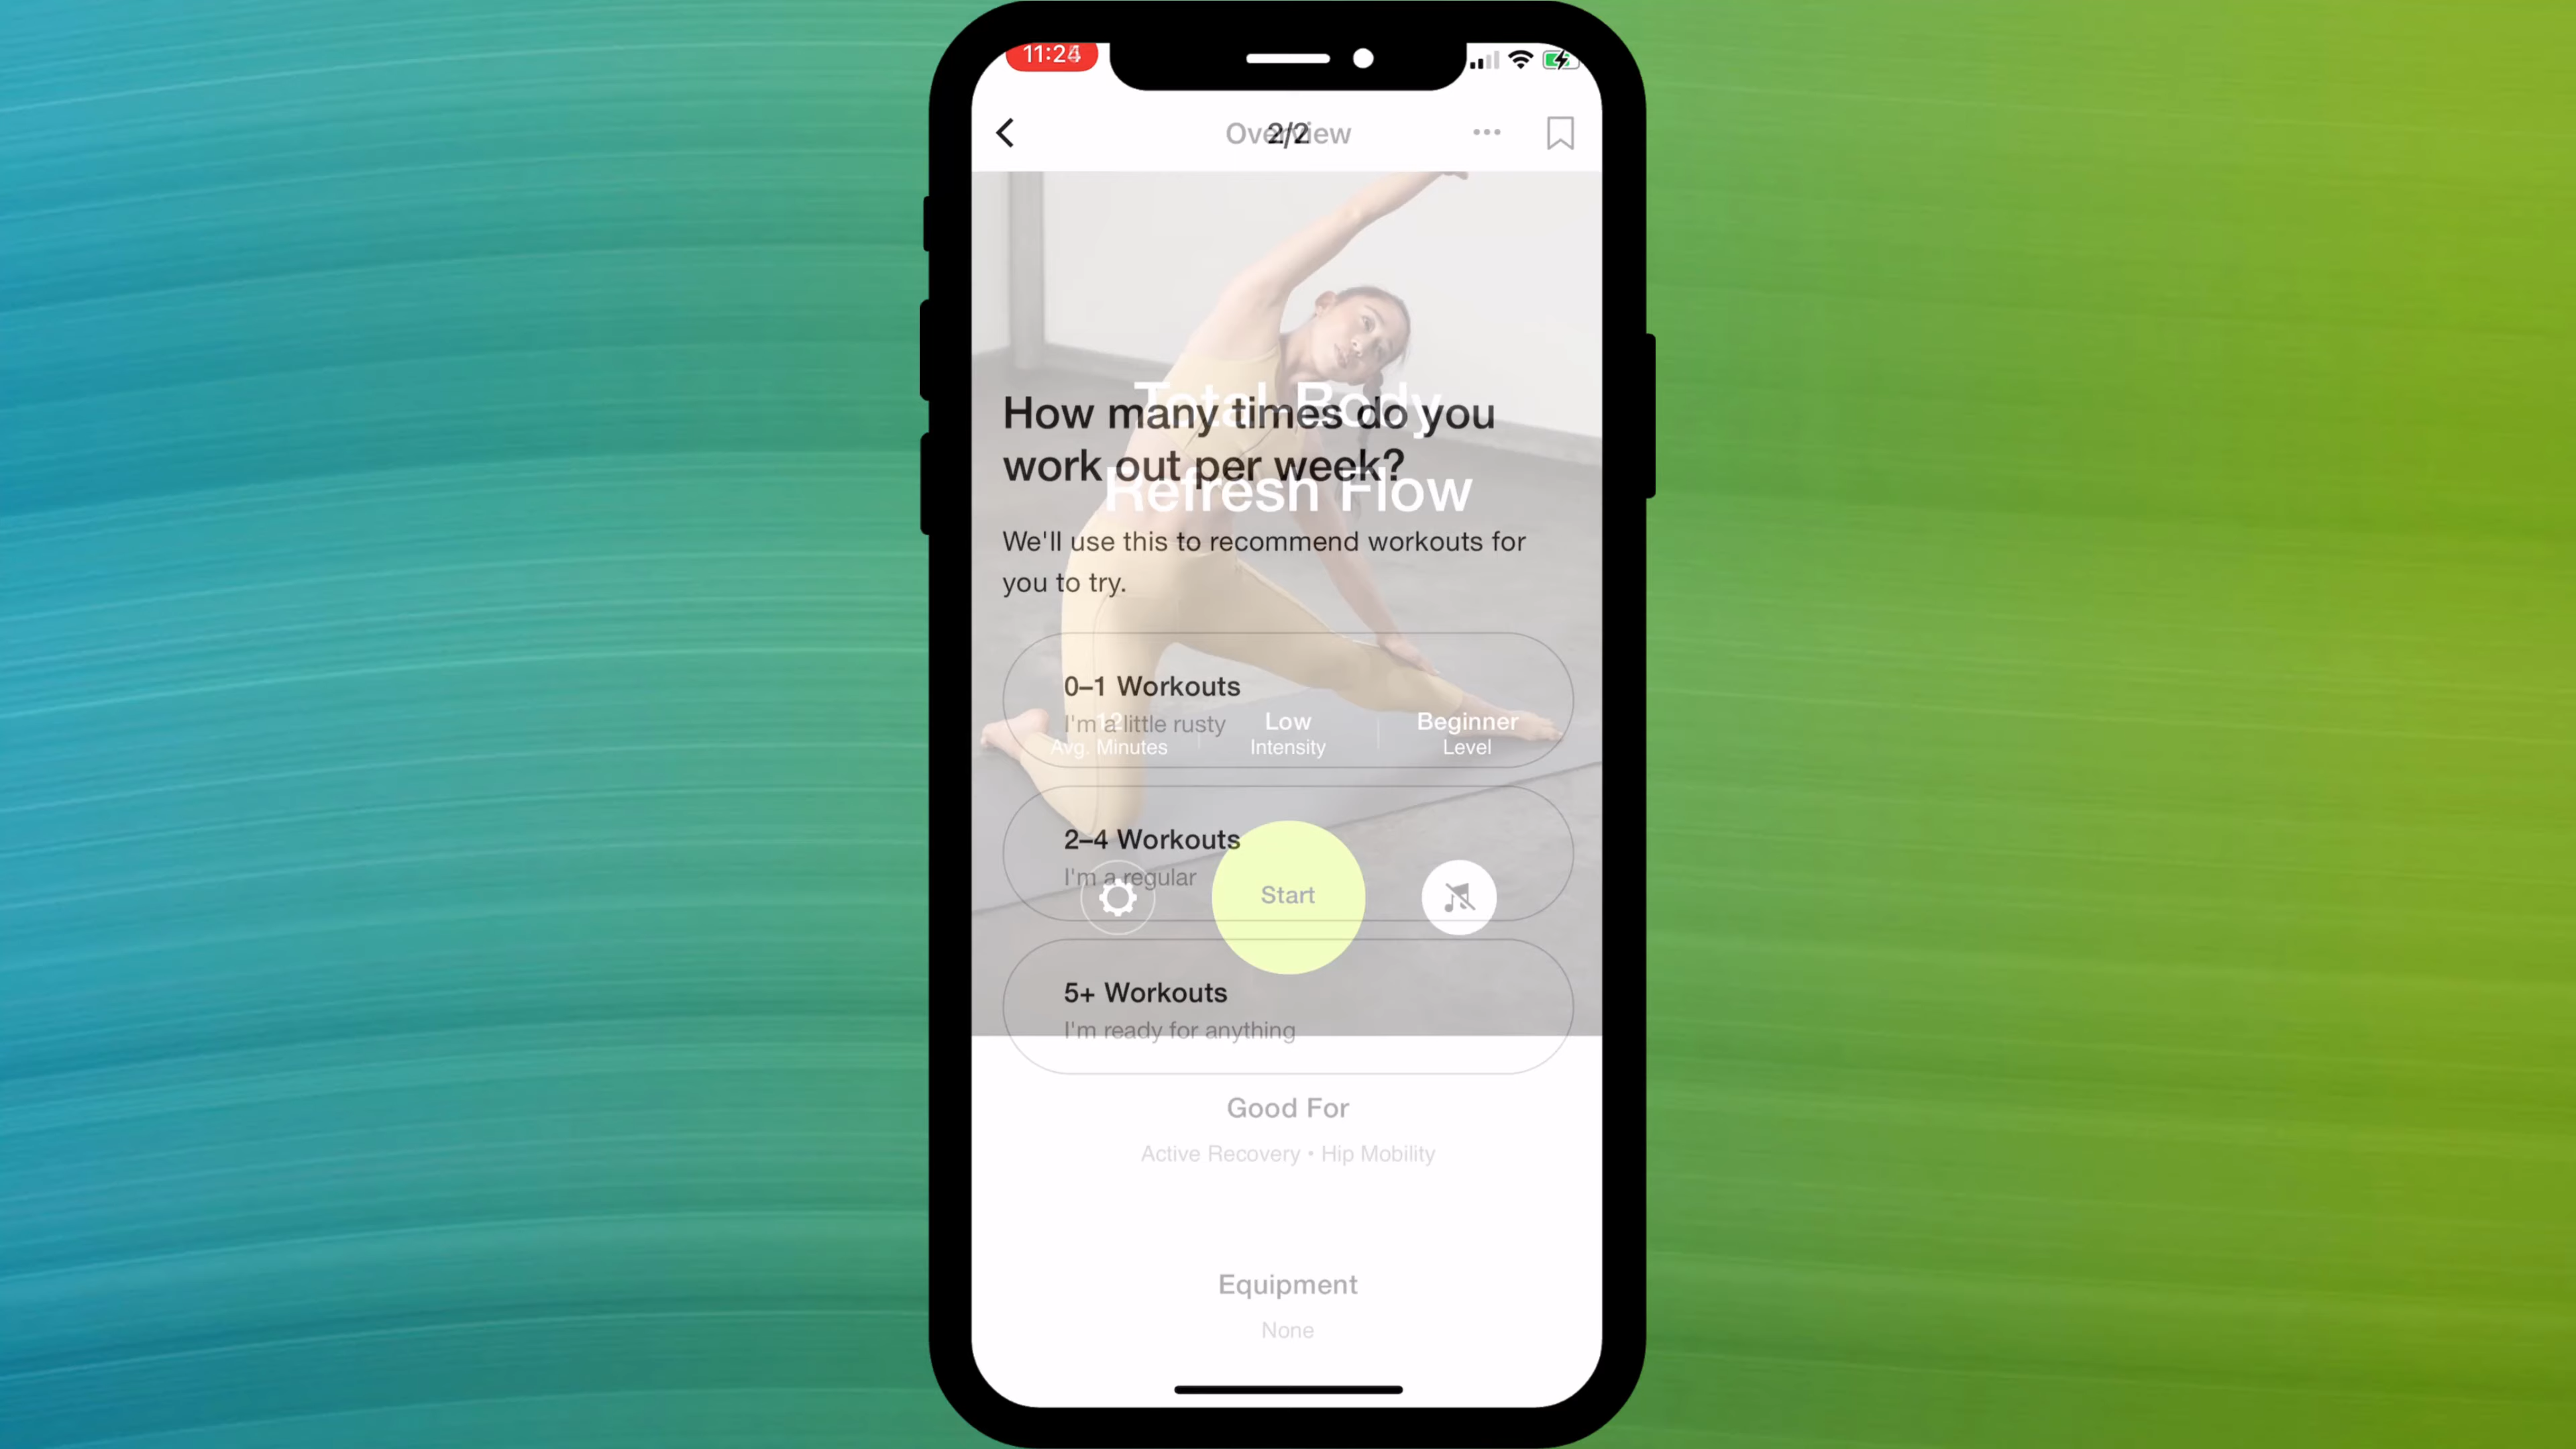 11:24
Overview
2/2
Total-Body
How many times do you
work out per week?
Refresh Flow
We'll use this to recommend workouts for
you to try.
0–1 Workouts
I'm a little rusty
12
Avg. Minutes
Low
Intensity
Beginner
Level
2–4 Workouts
I'm a regular
Start
5+ Workouts
I'm ready for anything
Good For
Active Recovery • Hip Mobility
Equipment
None